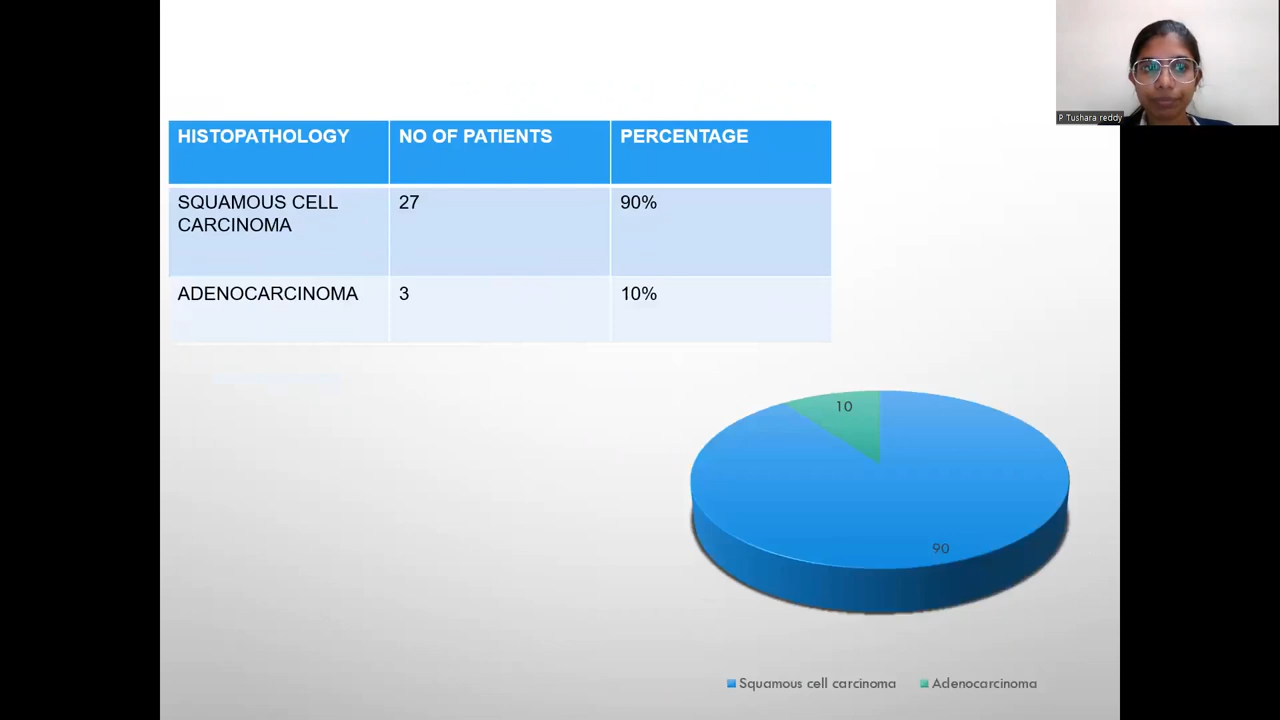 P Tushara reddy
HISTOPATHOLOGY NO OF PATIENTS PERCENTAGE
SQUAMOUS CELL
CARCINOMA
27 90%
ADENOCARCINOMA 3 10%
10
90
Squamous cell carcinoma Adenocarcinoma